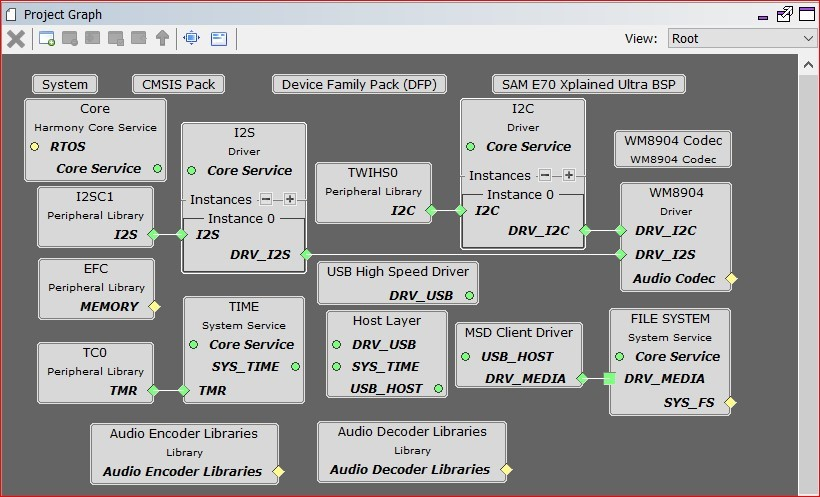 Project Graph
View: Root
System
CMSIS Pack
Device Family Pack (DFP)
SAM E70 Xplained Ultra BSP
Core
Harmony Core Service
RTOS
Core Service
I2S
Driver
Core Service
Instances
Instance 0
I2S
DRV_I2S
I2C
Driver
Core Service
Instances
Instance 0
I2C
DRV_I2C
WM8904 Codec
WM8904 Codec
TWIHS0
Peripheral Library
I2C
I2SC1
Peripheral Library
I2S
WM8904
Driver
DRV_I2C
DRV_I2S
Audio Codec
EFC
Peripheral Library
MEMORY
USB High Speed Driver
DRV_USB
TIME
System Service
Core Service
SYS_TIME
TMR
Host Layer
DRV_USB
SYS_TIME
USB_HOST
MSD Client Driver
USB_HOST
DRV_MEDIA
FILE SYSTEM
System Service
Core Service
DRV_MEDIA
SYS_FS
TC0
Peripheral Library
TMR
Audio Encoder Libraries
Library
Audio Encoder Libraries
Audio Decoder Libraries
Library
Audio Decoder Libraries